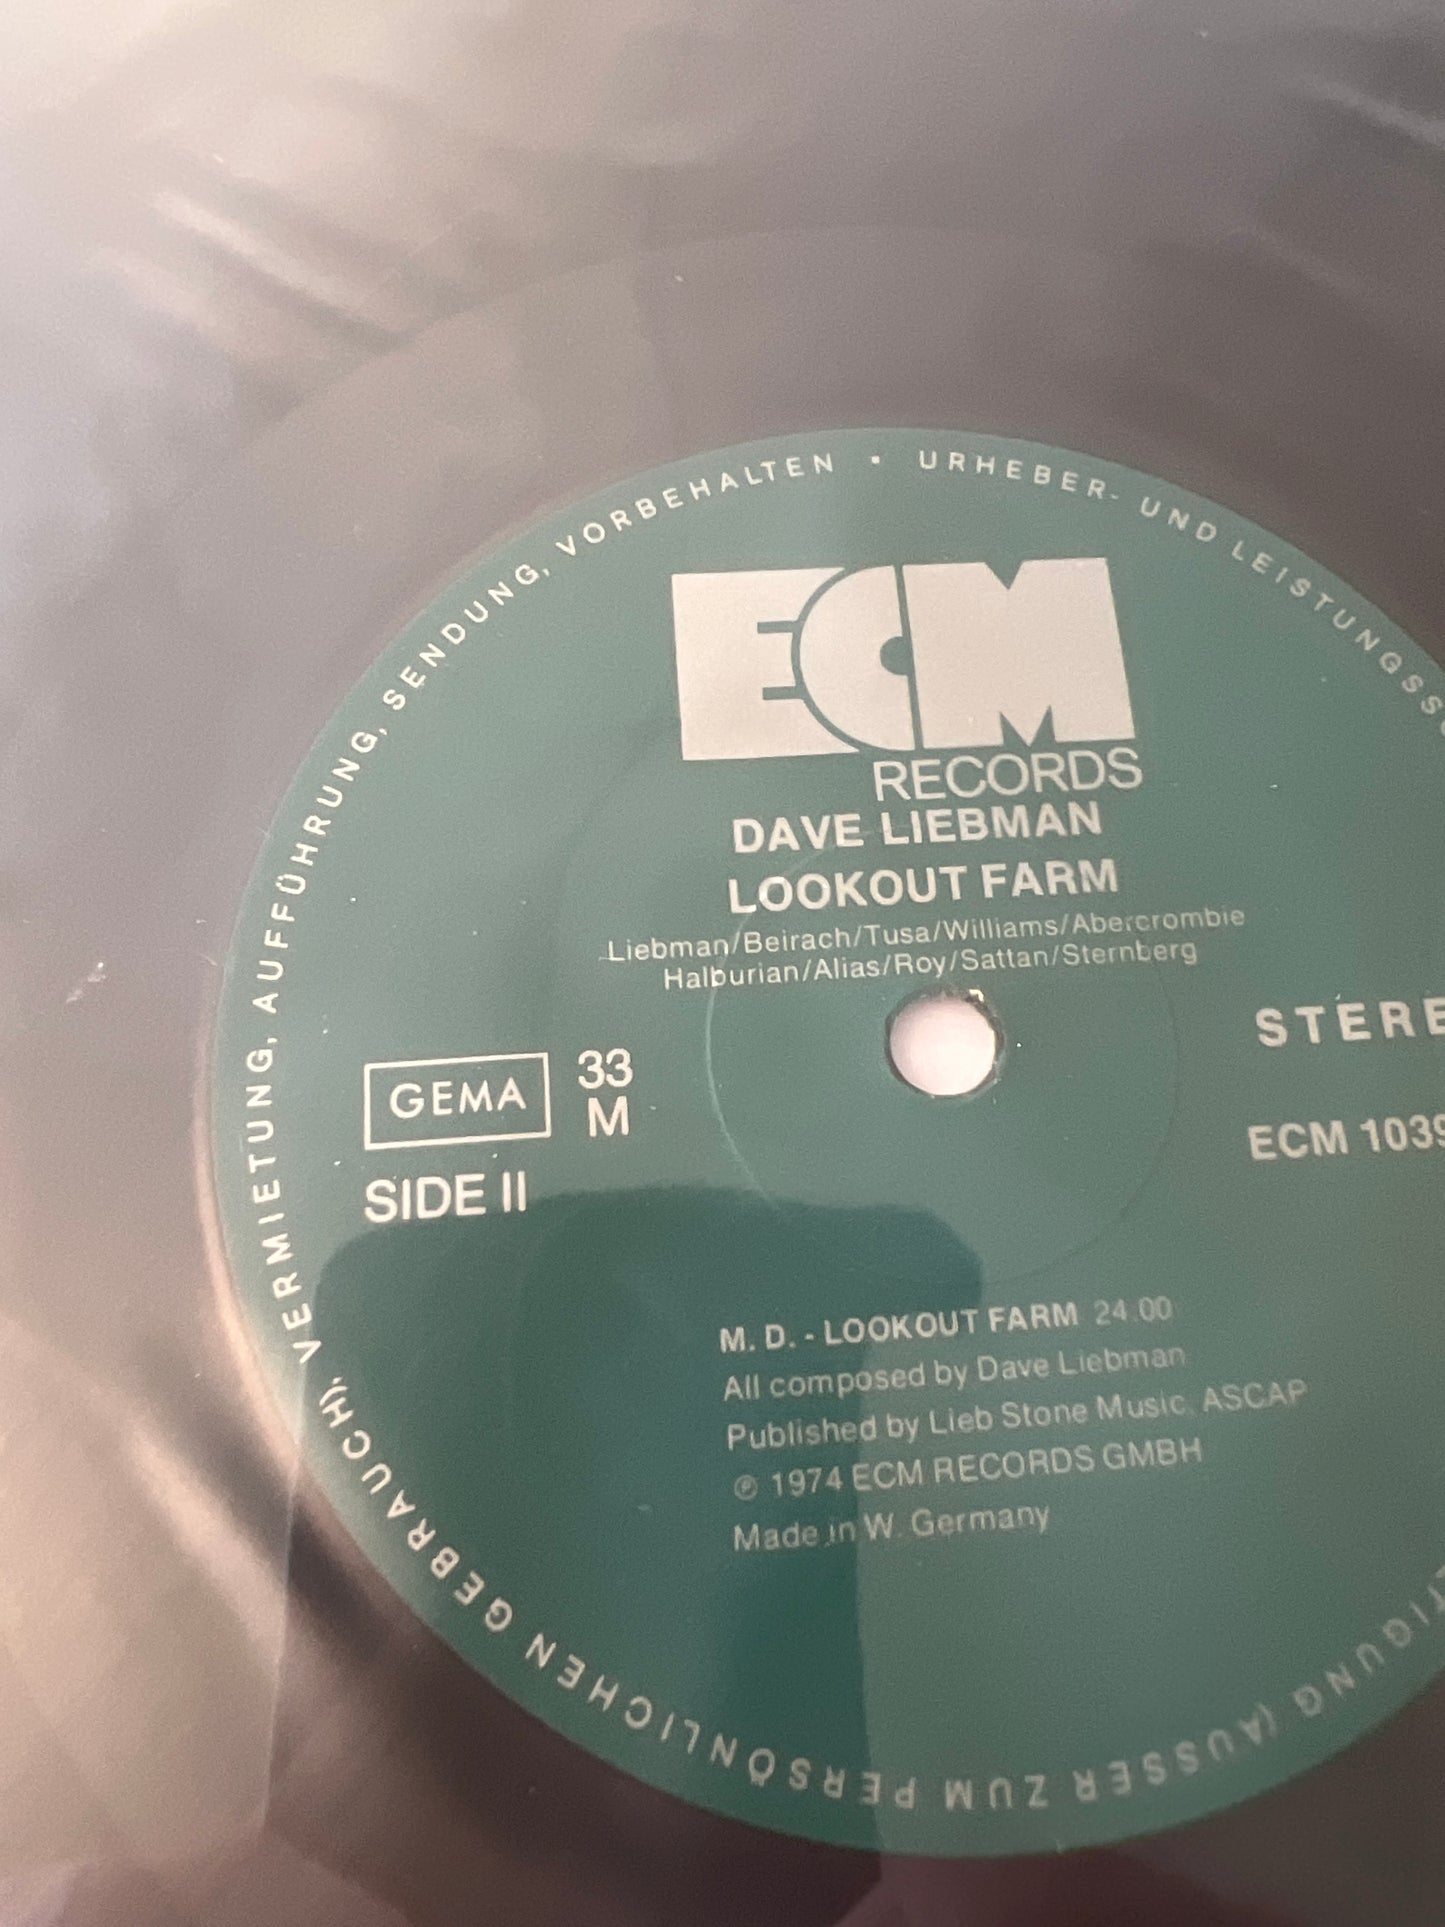 URHEBER- UND LEISTUNGSS
TIGUNG (AUSSER ZUM PERSÖNLICHEN GEBRAUCH), VERMIETUNG, AUFFÜHRUNG, SENDUNG, VORBEHALTEN •
ECM
RECORDS
DAVE LIEBMAN
LOOKOUT FARM
Liebman/Beirach/Tusa/Williams/Abercrombie
Halburian/Alias/Roy/Sattan/Sternberg
GEMA
33
M
SIDE II
STERE
ECM 1039
M. D. - LOOKOUT FARM 24.00
All composed by Dave Liebman
Published by Lieb Stone Music, ASCAP
℗ 1974 ECM RECORDS GMBH
Made in W. Germany